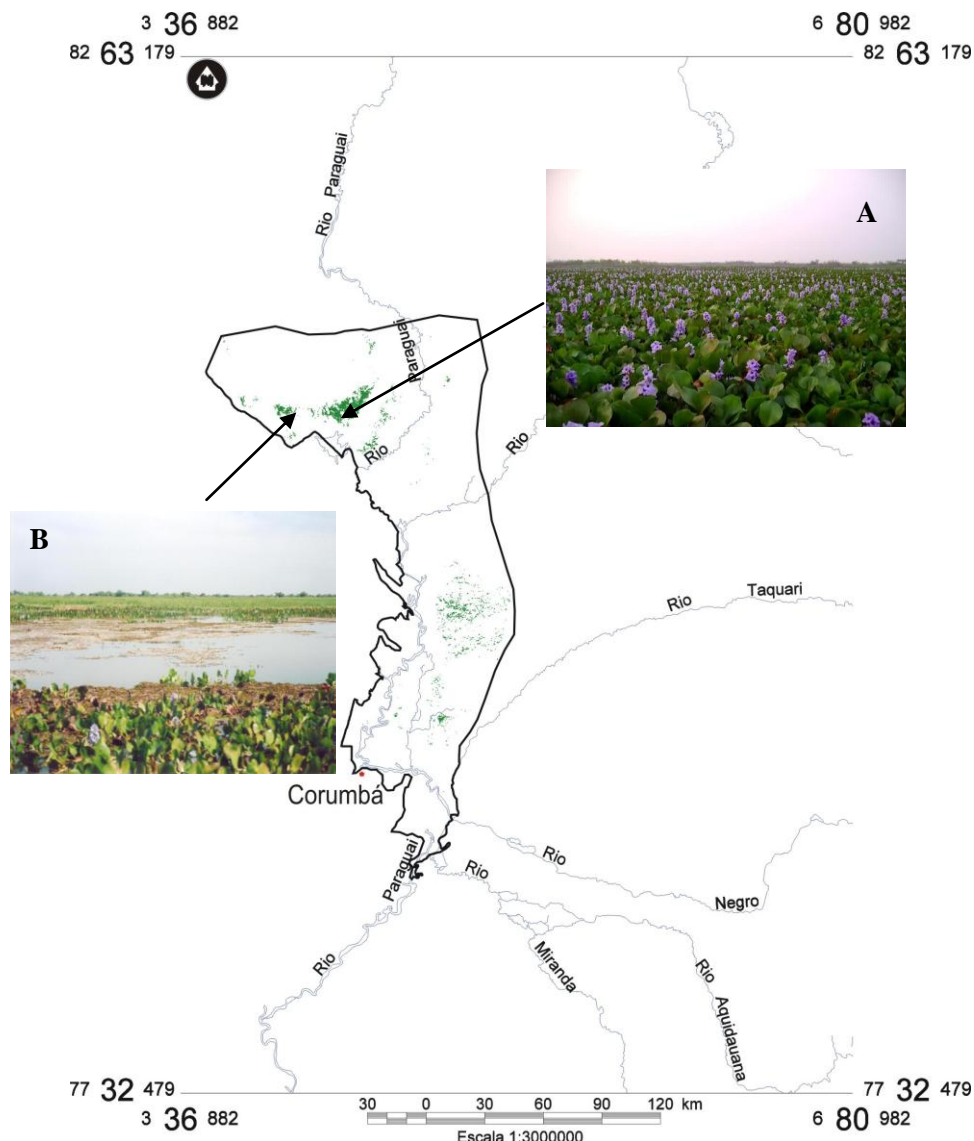 3 36 882
6 80 982
82 63 179
82 63 179
N
Rio Paraguai
A
Paraguai
Rio
Rio
B
Rio Taquari
Corumbá
Paraguai
Rio
Rio
Negro
Rio
Miranda
Rio Aquidauana
77 32 479
77 32 479
30 0 30 60 90 120 km
3 36 882
6 80 982
Escala 1:3000000